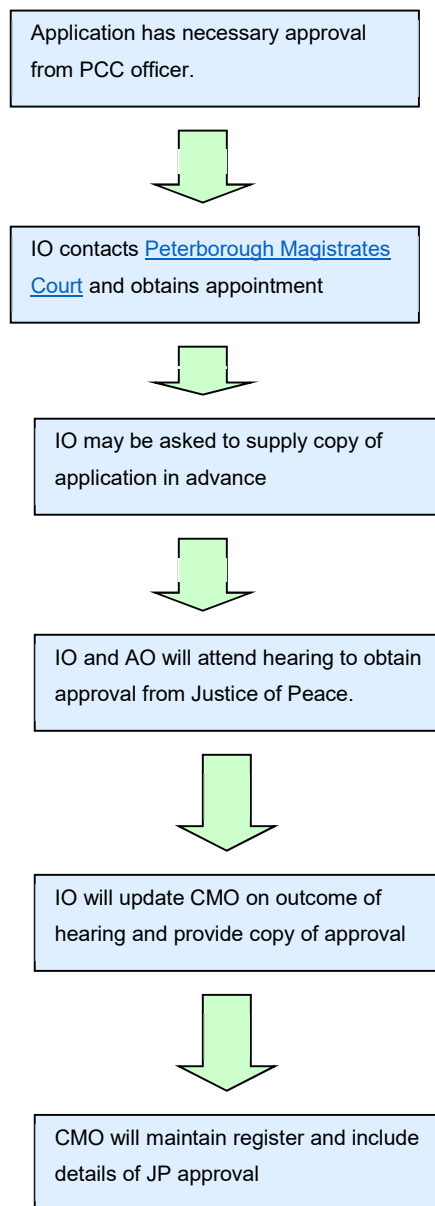 Application has necessary approval
from PCC officer.
IO contacts Peterborough Magistrates
Court and obtains appointment
IO may be asked to supply copy of
application in advance
IO and AO will attend hearing to obtain
approval from Justice of Peace.
IO will update CMO on outcome of
hearing and provide copy of approval
CMO will maintain register and include
details of JP approval